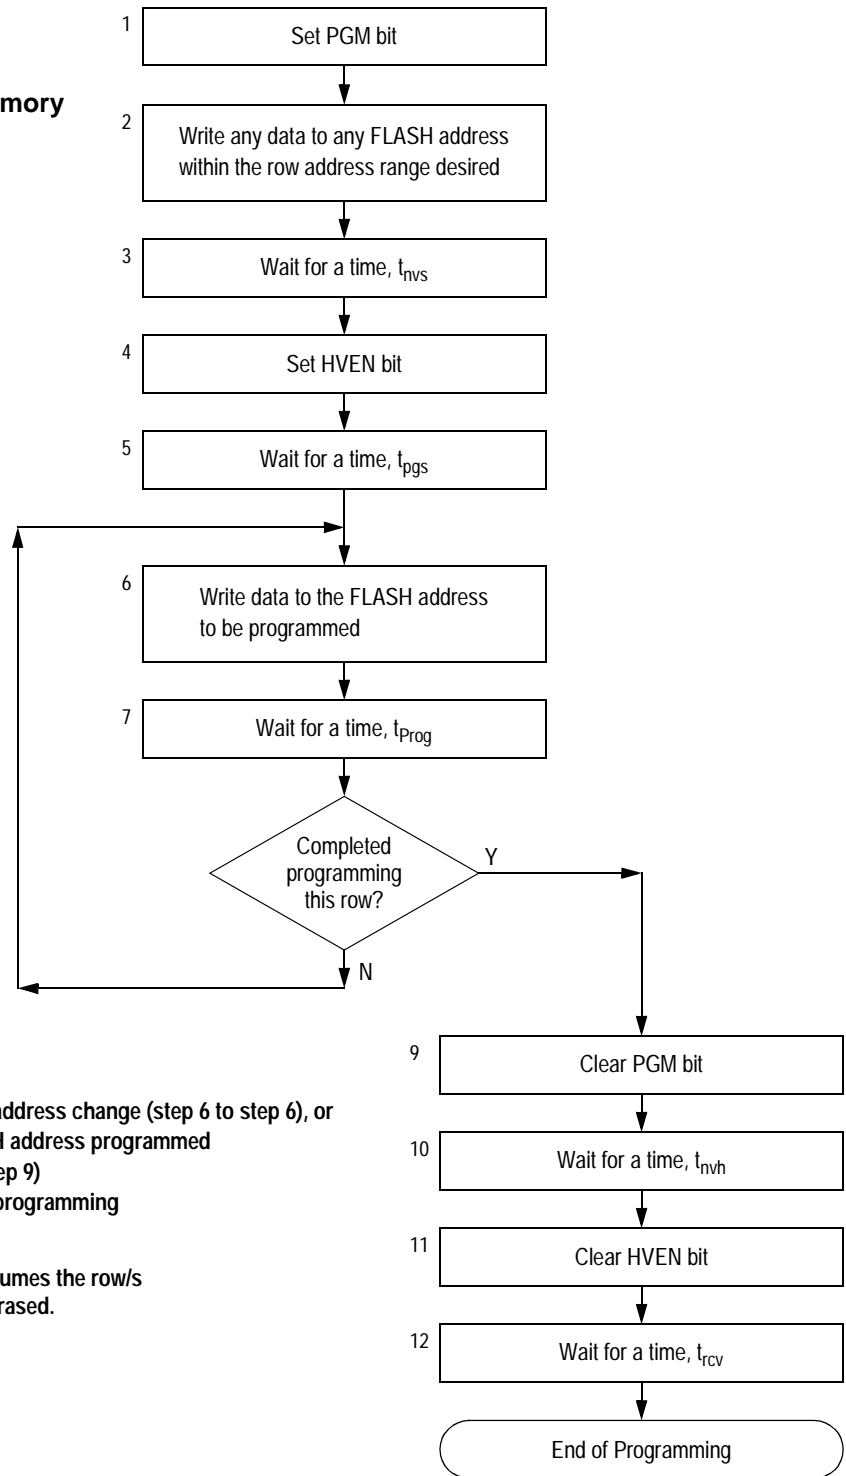 1
Set PGM bit
mory
2
Write any data to any FLASH address
within the row address range desired
3
Wait for a time, tnvs
4
Set HVEN bit
5
Wait for a time, tpgs
6
Write data to the FLASH address
to be programmed
7
Wait for a time, tProg
Completed
programming
this row?
Y
N
9
Clear PGM bit
address change (step 6 to step 6), or
H address programmed
ep 9)
programming
10
Wait for a time, tnvh
11
Clear HVEN bit
umes the row/s
rased.
12
Wait for a time, trcv
End of Programming